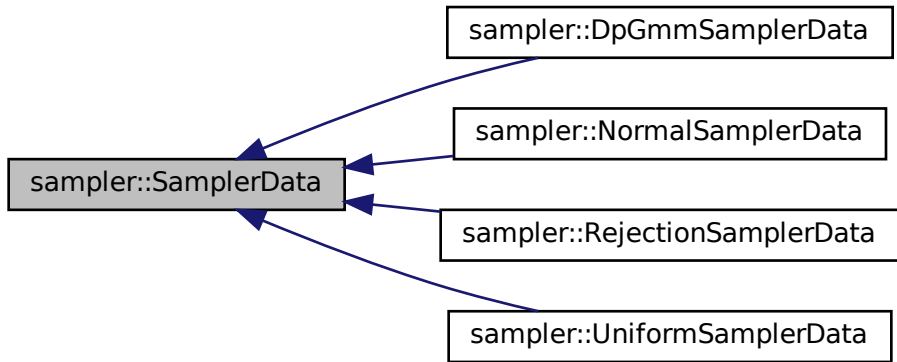 sampler::DpGmmSamplerData
sampler::NormalSamplerData
sampler::SamplerData
sampler::RejectionSamplerData
sampler::UniformSamplerData